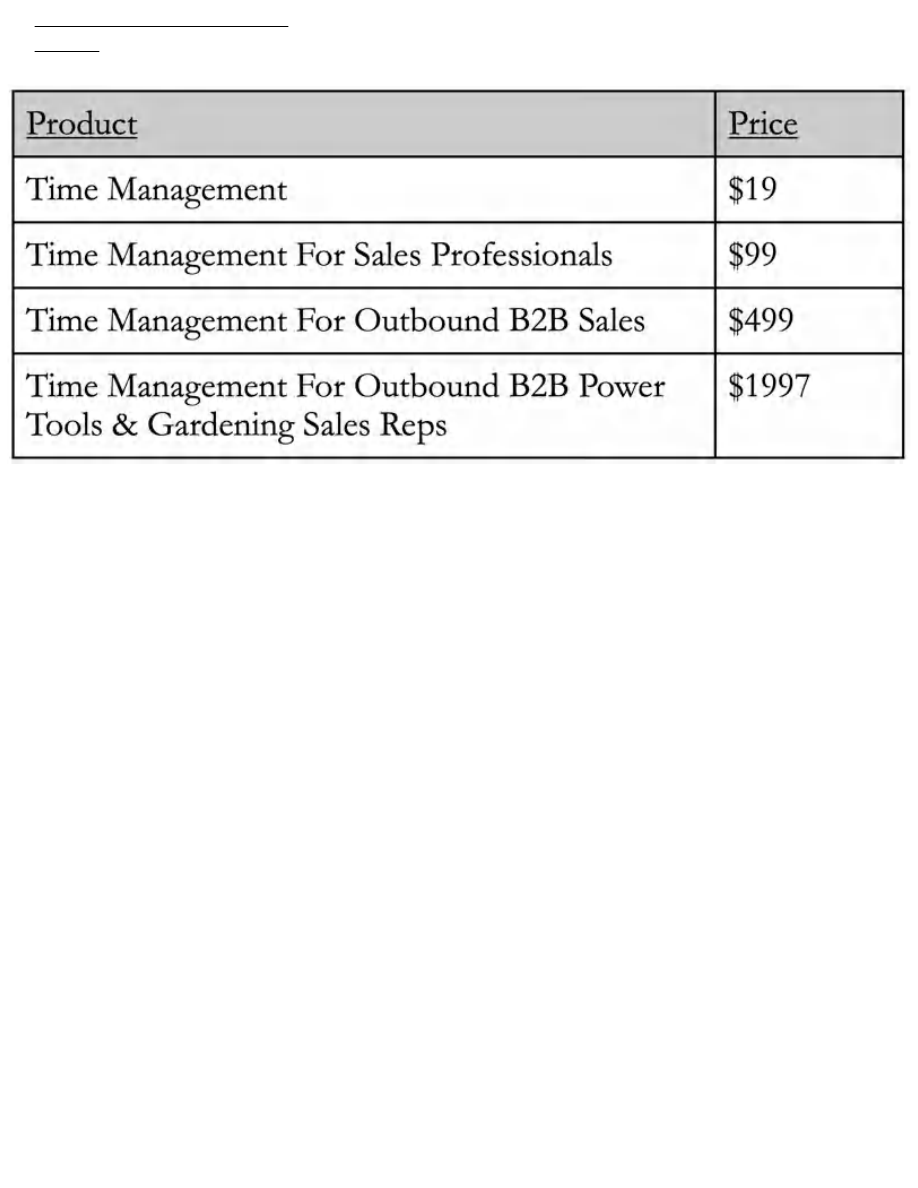 Product Price
Time Management $19
Time Management For Sales Professionals $99
Time Management For Outbound B2B Sales $499
Time Management For Outbound B2B Power $1997
Tools & Gardening Sales Reps